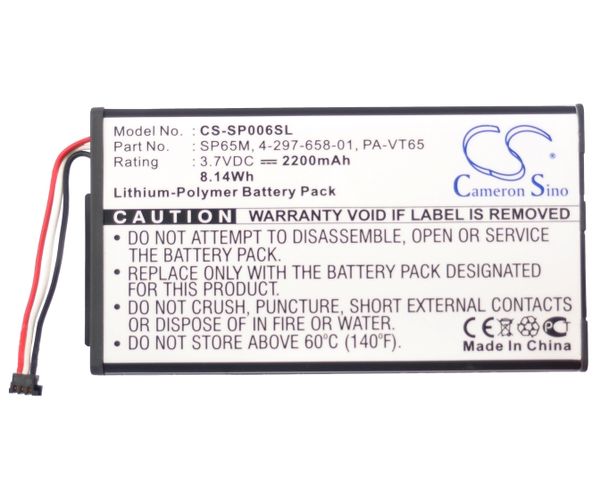 Model No. : CS-SP006SL
Part No. : SP65M, 4-297-658-01, PA-VT65
Rating : 3.7VDC 2200mAh
8.14Wh
Lithium-Polymer Battery Pack
CS
Cameron Sino
CAUTION WARRANTY VOID IF LABEL IS REMOVED
• DO NOT ATTEMPT TO DISASSEMBLE, OPEN OR SERVICE
THE BATTERY PACK
• REPLACE ONLY WITH THE BATTERY PACK DESIGNATED
FOR THIS PRODUCT
• DO NOT CRUSH, PUNCTURE, SHORT EXTERNAL CONTACTS
OR DISPOSE OF IN FIRE OR WATER
• DO NOT STORE ABOVE 60°C (140°F)
CE
Made In China